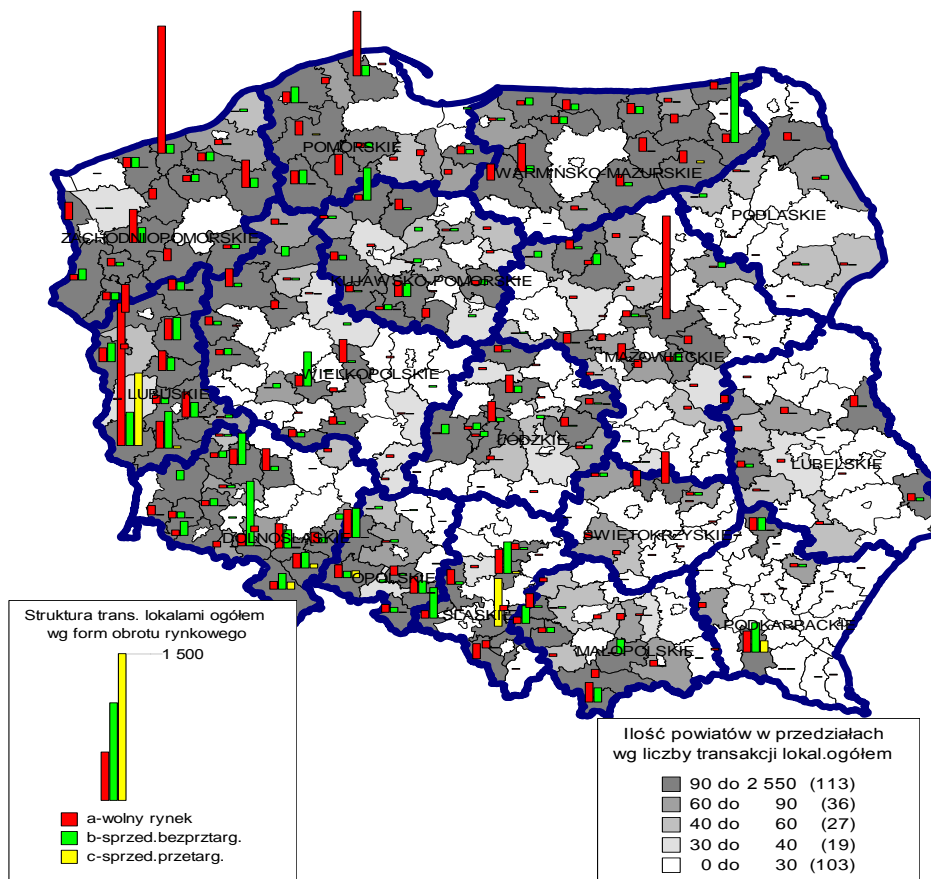 POMORSKIE
WARMIŃSKO-MAZURSKIE
PODLASKIE
ZACHODNIOPOMORSKIE
KUJAWSKO-POMORSKIE
MAZOWIECKIE
WIELKOPOLSKIE
LUBUSKIE
ŁÓDZKIE
LUBELSKIE
DOLNOŚLĄSKIE
ŚWIĘTOKRZYSKIE
OPOLSKIE
ŚLĄSKIE
PODKARPACKIE
MAŁOPOLSKIE
Struktura trans. lokalami ogółem
wg form obrotu rynkowego
1 500
a-wolny rynek
b-sprzed.bezprztarg.
c-sprzed.przetarg.
Ilość powiatów w przedziałach
wg liczby transakcji lokal.ogółem
90 do 2 550 (113)
60 do 90 (36)
40 do 60 (27)
30 do 40 (19)
0 do 30 (103)